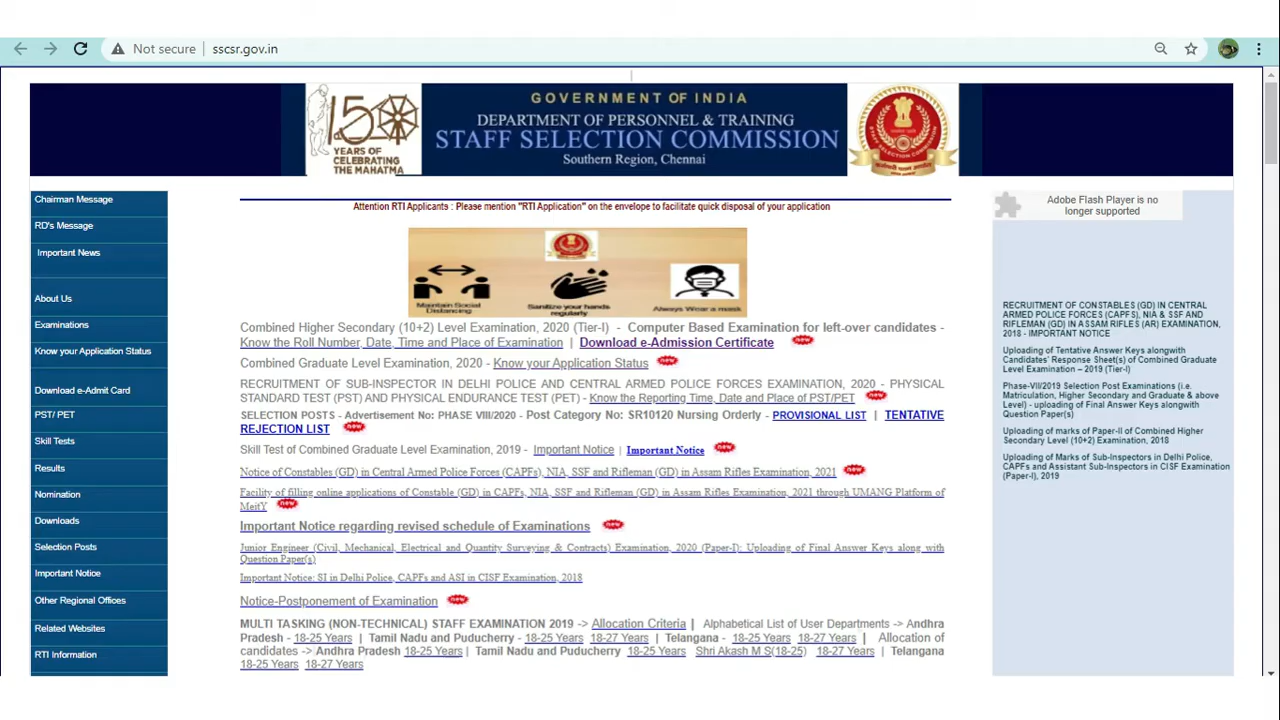 Not secure | sscsr.gov.in
150
YEARS OF
CELEBRATING
THE MAHATMA
GOVERNMENT OF INDIA
DEPARTMENT OF PERSONNEL & TRAINING
STAFF SELECTION COMMISSION
Southern Region, Chennai
Chairman Message
RD's Message
Important News
About Us
Examinations
Know your Application Status
Download e-Admit Card
PST/ PET
Skill Tests
Results
Nomination
Downloads
Selection Posts
Important Notice
Other Regional Offices
Related Websites
RTI Information
Attention RTI Applicants : Please mention "RTI Application" on the envelope to facilitate quick disposal of your application
Maintain Social
Distancing
Sanitize your hands
regularly
Always Wear a mask
Combined Higher Secondary (10+2) Level Examination, 2020 (Tier-I) - Computer Based Examination for left-over candidates -
Know the Roll Number, Date, Time and Place of Examination | Download e-Admission Certificate new
Combined Graduate Level Examination, 2020 - Know your Application Status new
RECRUITMENT OF SUB-INSPECTOR IN DELHI POLICE AND CENTRAL ARMED POLICE FORCES EXAMINATION, 2020 - PHYSICAL
STANDARD TEST (PST) AND PHYSICAL ENDURANCE TEST (PET) - Know the Reporting Time, Date and Place of PST/PET new
SELECTION POSTS - Advertisement No: PHASE VIII/2020 - Post Category No: SR10120 Nursing Orderly - PROVISIONAL LIST | TENTATIVE
REJECTION LIST new
Skill Test of Combined Graduate Level Examination, 2019 - Important Notice | Important Notice new
Notice of Constables (GD) in Central Armed Police Forces (CAPFs), NIA, SSF and Rifleman (GD) in Assam Rifles Examination, 2021 new
Facility of filling online applications of Constable (GD) in CAPFs, NIA, SSF and Rifleman (GD) in Assam Rifles Examination, 2021 through UMANG Platform of
MeitY new
Important Notice regarding revised schedule of Examinations new
Junior Engineer (Civil, Mechanical, Electrical and Quantity Surveying & Contracts) Examination, 2020 (Paper-I): Uploading of Final Answer Keys along with
Question Paper(s)
Important Notice: SI in Delhi Police, CAPFs and ASI in CISF Examination, 2018
Notice-Postponement of Examination new
MULTI TASKING (NON-TECHNICAL) STAFF EXAMINATION 2019 -> Allocation Criteria | Alphabetical List of User Departments -> Andhra
Pradesh - 18-25 Years | Tamil Nadu and Puducherry - 18-25 Years 18-27 Years | Telangana - 18-25 Years 18-27 Years | Allocation of
candidates -> Andhra Pradesh 18-25 Years | Tamil Nadu and Puducherry 18-25 Years Shri Akash M S(18-25) 18-27 Years | Telangana
18-25 Years 18-27 Years
Adobe Flash Player is no
longer supported
RECRUITMENT OF CONSTABLES (GD) IN CENTRAL
ARMED POLICE FORCES (CAPFS), NIA & SSF AND
RIFLEMAN (GD) IN ASSAM RIFLES (AR) EXAMINATION,
2018 - IMPORTANT NOTICE
Uploading of Tentative Answer Keys alongwith
Candidates' Response Sheet(s) of Combined Graduate
Level Examination – 2019 (Tier-I)
Phase-VII/2019 Selection Post Examinations (i.e.
Matriculation, Higher Secondary and Graduate & above
Level) - uploading of Final Answer Keys alongwith
Question Paper(s)
Uploading of marks of Paper-II of Combined Higher
Secondary Level (10+2) Examination, 2018
Uploading of Marks of Sub-Inspectors in Delhi Police,
CAPFs and Assistant Sub-Inspectors in CISF Examination
(Paper-I), 2019